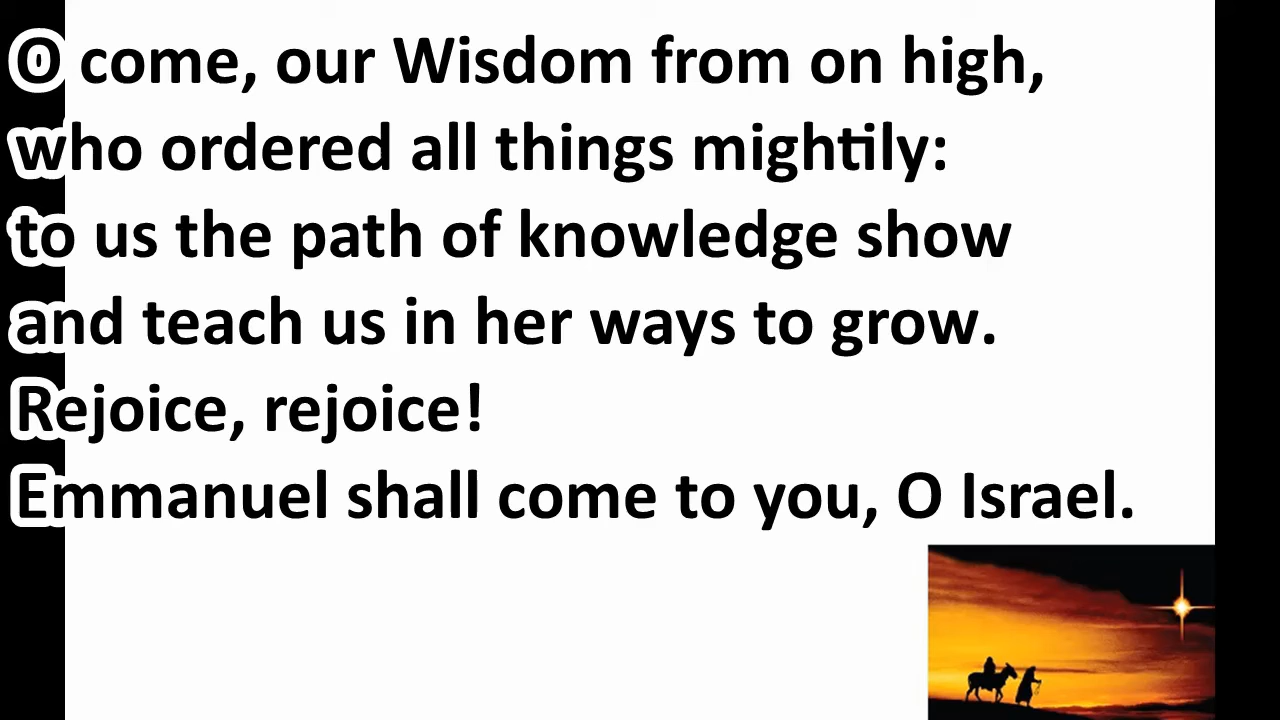 O come, our Wisdom from on high,
who ordered all things mightily:
to us the path of knowledge show
and teach us in her ways to grow.
Rejoice, rejoice!
Emmanuel shall come to you, O Israel.